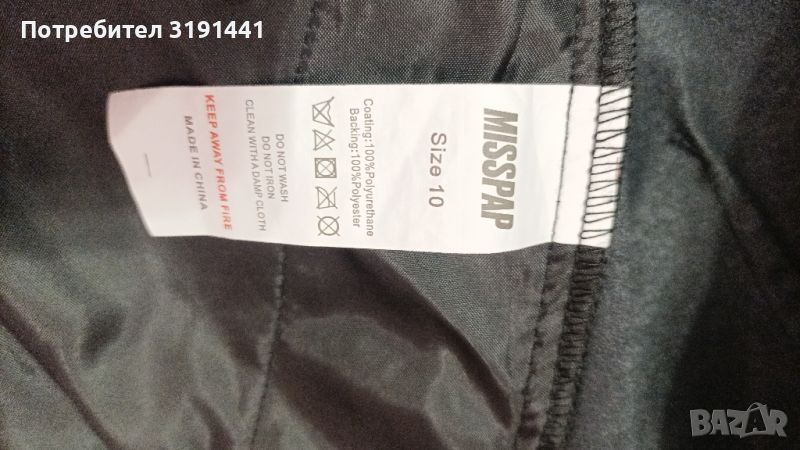 Потребител 3191441
MISSPAP
Size 10
Coating:100%Polyurethane
Backing:100%Polyester
DO NOT WASH
DO NOT IRON
CLEAN WITH A DAMP CLOTH
KEEP AWAY FROM FIRE
MADE IN CHINA
BAZAR